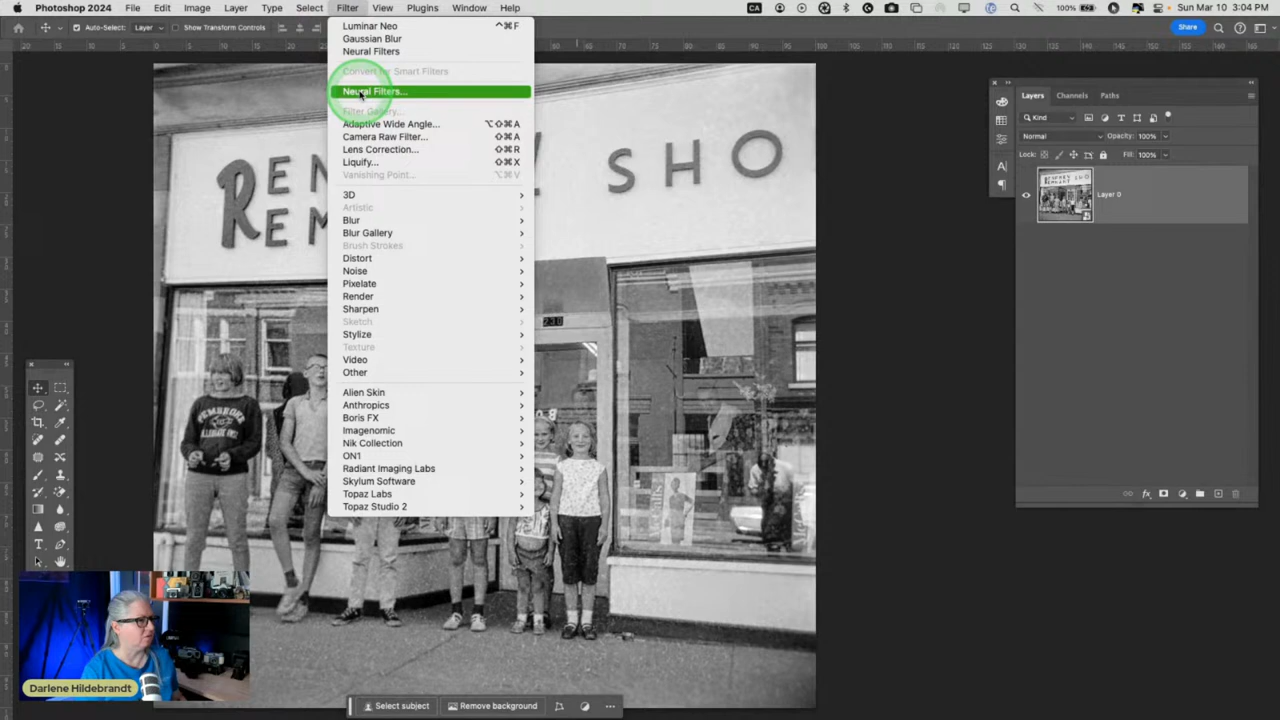 Photoshop 2024 File Edit Image Layer Type Select Filter View Plugins Window Help
Sun Mar 10 3:04 PM
Auto-Select: Layer Show Transform Controls
Share
Luminar Neo ^⌘F
Gaussian Blur
Neural Filters
Convert for Smart Filters
Neural Filters...
Filter Gallery...
Adaptive Wide Angle... ⌥⇧⌘A
Camera Raw Filter... ⇧⌘A
Lens Correction... ⇧⌘R
Liquify... ⇧⌘X
Vanishing Point... ⌥⌘V
3D
Artistic
Blur
Blur Gallery
Brush Strokes
Distort
Noise
Pixelate
Render
Sharpen
Sketch
Stylize
Texture
Video
Other
Alien Skin
Anthropics
Boris FX
Imagenomic
Nik Collection
ON1
Radiant Imaging Labs
Skylum Software
Topaz Labs
Topaz Studio 2
SHO
230
PEMBROKE
Layers Channels Paths
Kind
Normal Opacity: 100%
Lock: Fill: 100%
Layer 0
Select subject Remove background
Darlene Hildebrandt